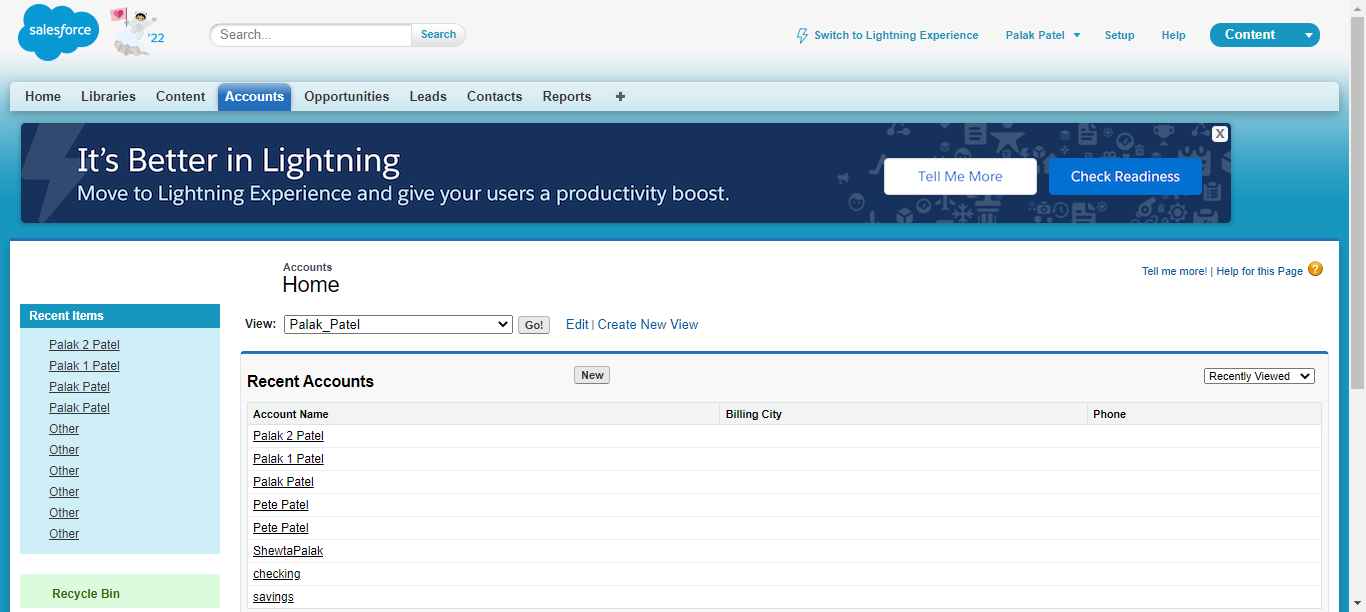 salesforce
'22
Search...
Search
Switch to Lightning Experience
Palak Patel
Setup
Help
Content
Home Libraries Content Accounts Opportunities Leads Contacts Reports +
It's Better in Lightning
Move to Lightning Experience and give your users a productivity boost.
Tell Me More
Check Readiness
X
Accounts
Home
Tell me more! | Help for this Page ?
Recent Items
Palak 2 Patel
Palak 1 Patel
Palak Patel
Palak Patel
Other
Other
Other
Other
Other
Other
Recycle Bin
View: Palak_Patel Go! Edit | Create New View
Recent Accounts
New
Recently Viewed
Account Name Billing City Phone
Palak 2 Patel
Palak 1 Patel
Palak Patel
Pete Patel
Pete Patel
ShewtaPalak
checking
savings